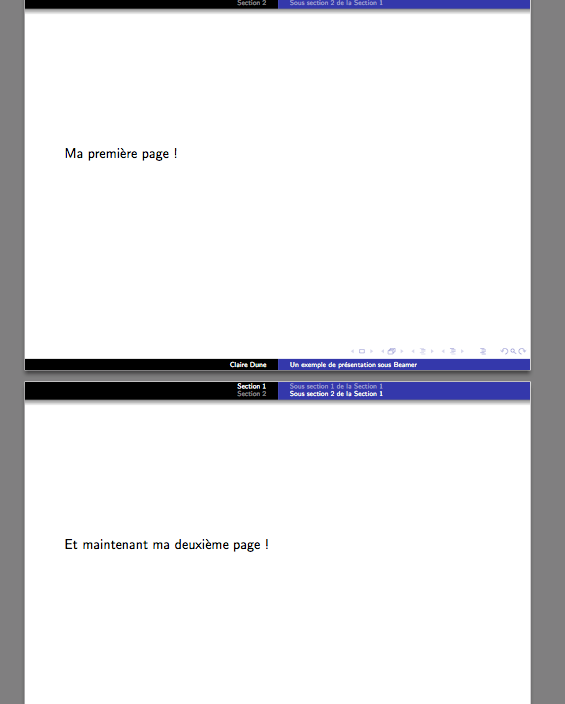 Section 2 Sous section 2 de la Section 1
Ma première page !
Claire Dune Un exemple de présentation sous Beamer
Section 1 Sous section 1 de la Section 1
Section 2 Sous section 2 de la Section 1
Et maintenant ma deuxième page !